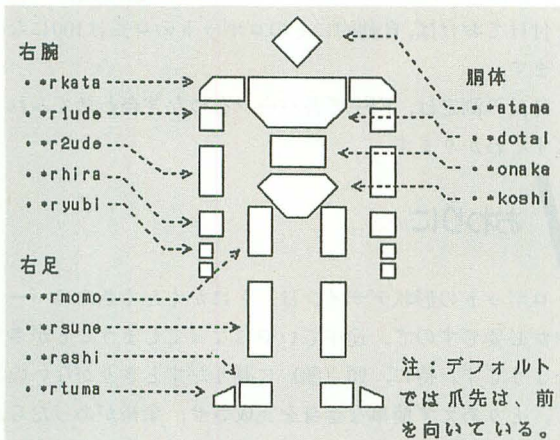 右腕
・*rkata
・*r1ude
・*r2ude
・*rhira
・*ryubi
右足
・*rmomo
・*rsune
・*rashi
・*rtuma
胴体
・*atama
・*dotai
・*onaka
・*koshi
注：デフォルト
では爪先は、前
を向いている。